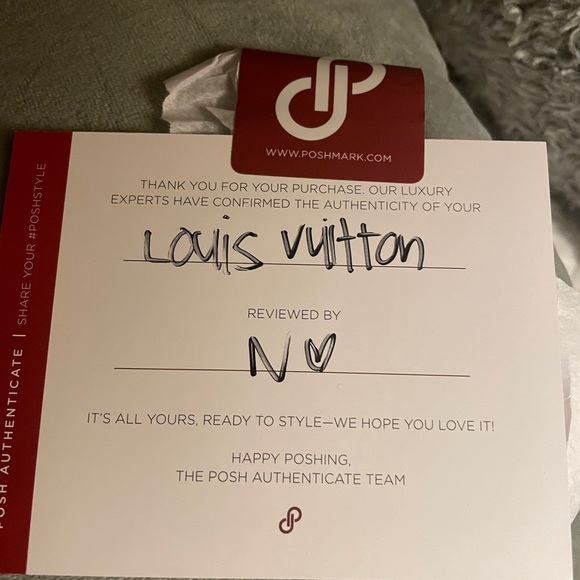 WWW.POSHMARK.COM
THANK YOU FOR YOUR PURCHASE. OUR LUXURY
EXPERTS HAVE CONFIRMED THE AUTHENTICITY OF YOUR
Louis Vuitton
REVIEWED BY
N♡
IT'S ALL YOURS, READY TO STYLE—WE HOPE YOU LOVE IT!
HAPPY POSHING,
THE POSH AUTHENTICATE TEAM
POSH AUTHENTICATE | SHARE YOUR #POSHSTYLE